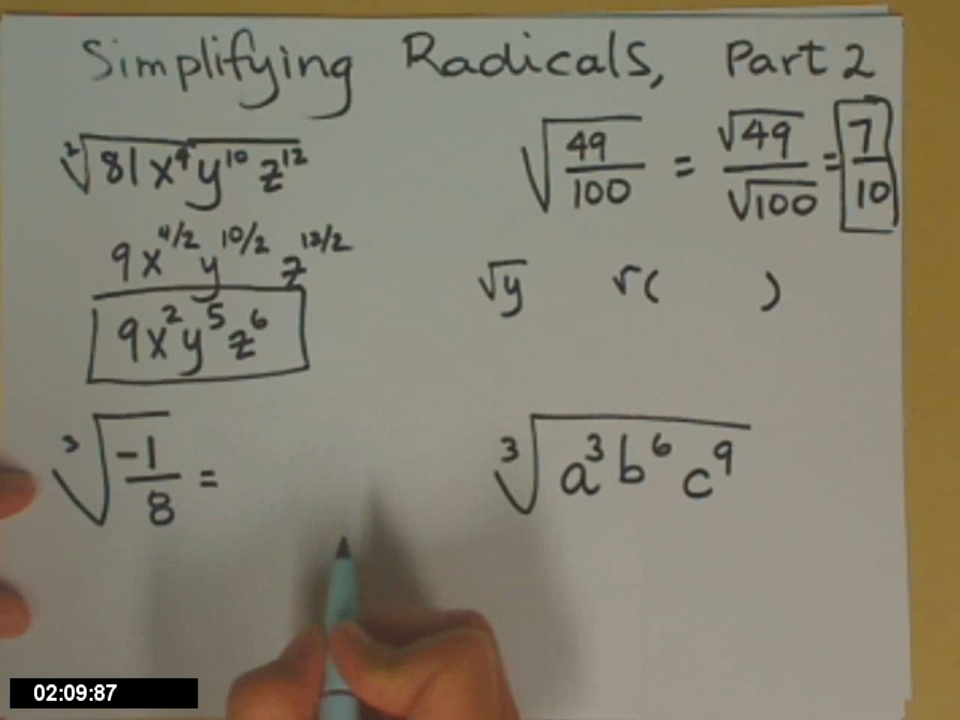 Simplifying Radicals, Part 2
²√81x⁴y¹⁰z¹²
9x^4/2 y^10/2 z^12/2
9x²y⁵z⁶
√49/100 = √49/√100 = 7/10
√y √( )
³√-1/8 =
³√a³b⁶c⁹
02:09:87